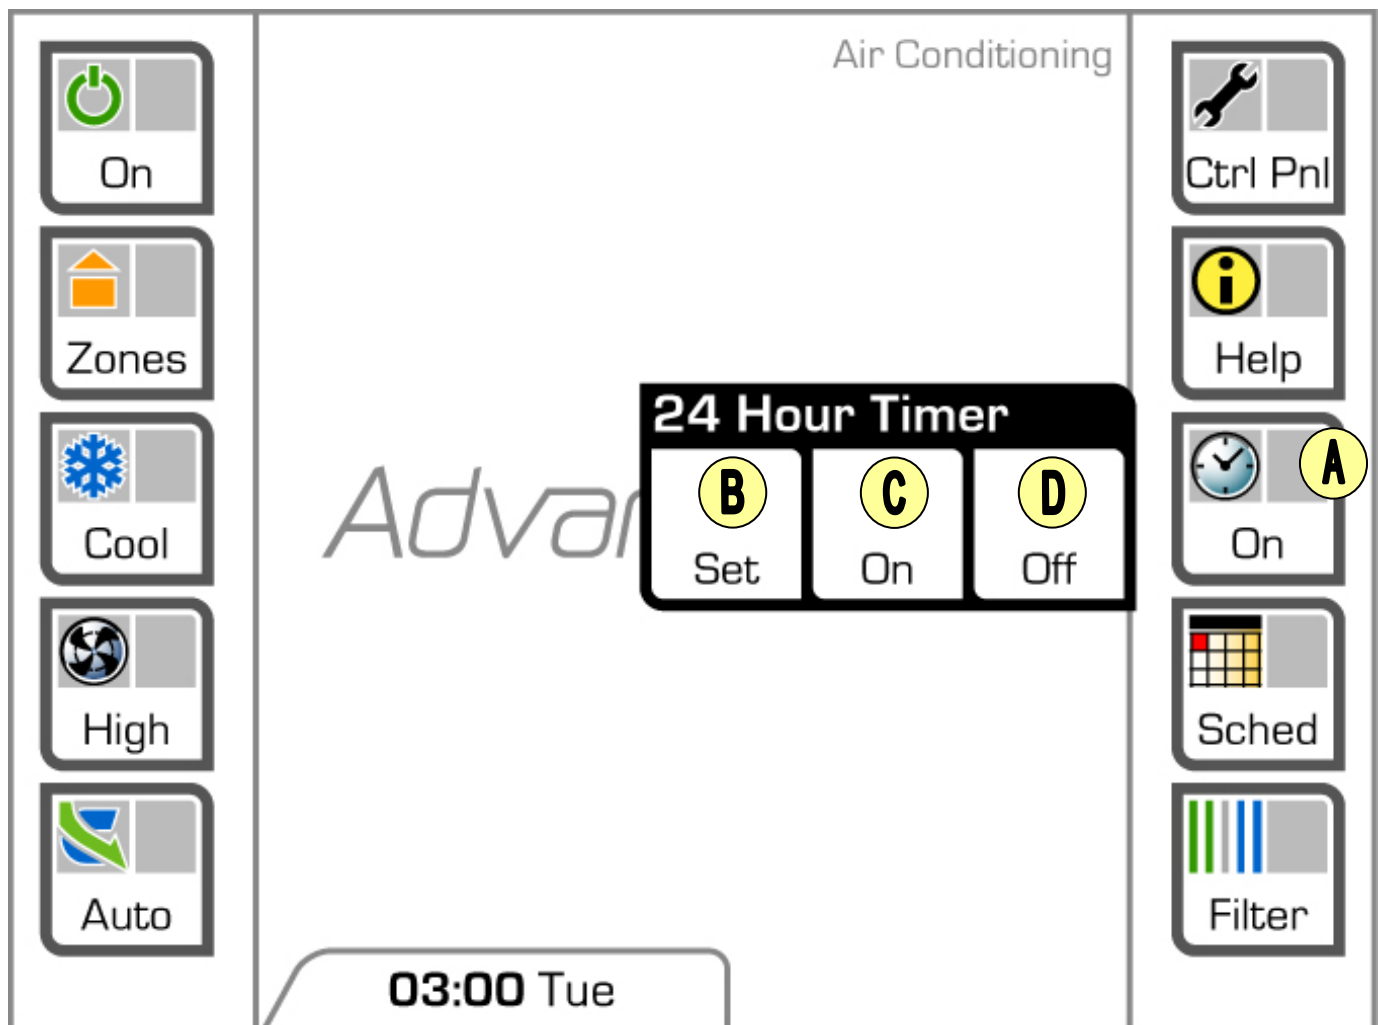 Air Conditioning
On
Zones
Cool
High
Auto
Adva
24 Hour Timer
B
Set
C
On
D
Off
03:00 Tue
Ctrl Pnl
Help
A
On
Sched
Filter